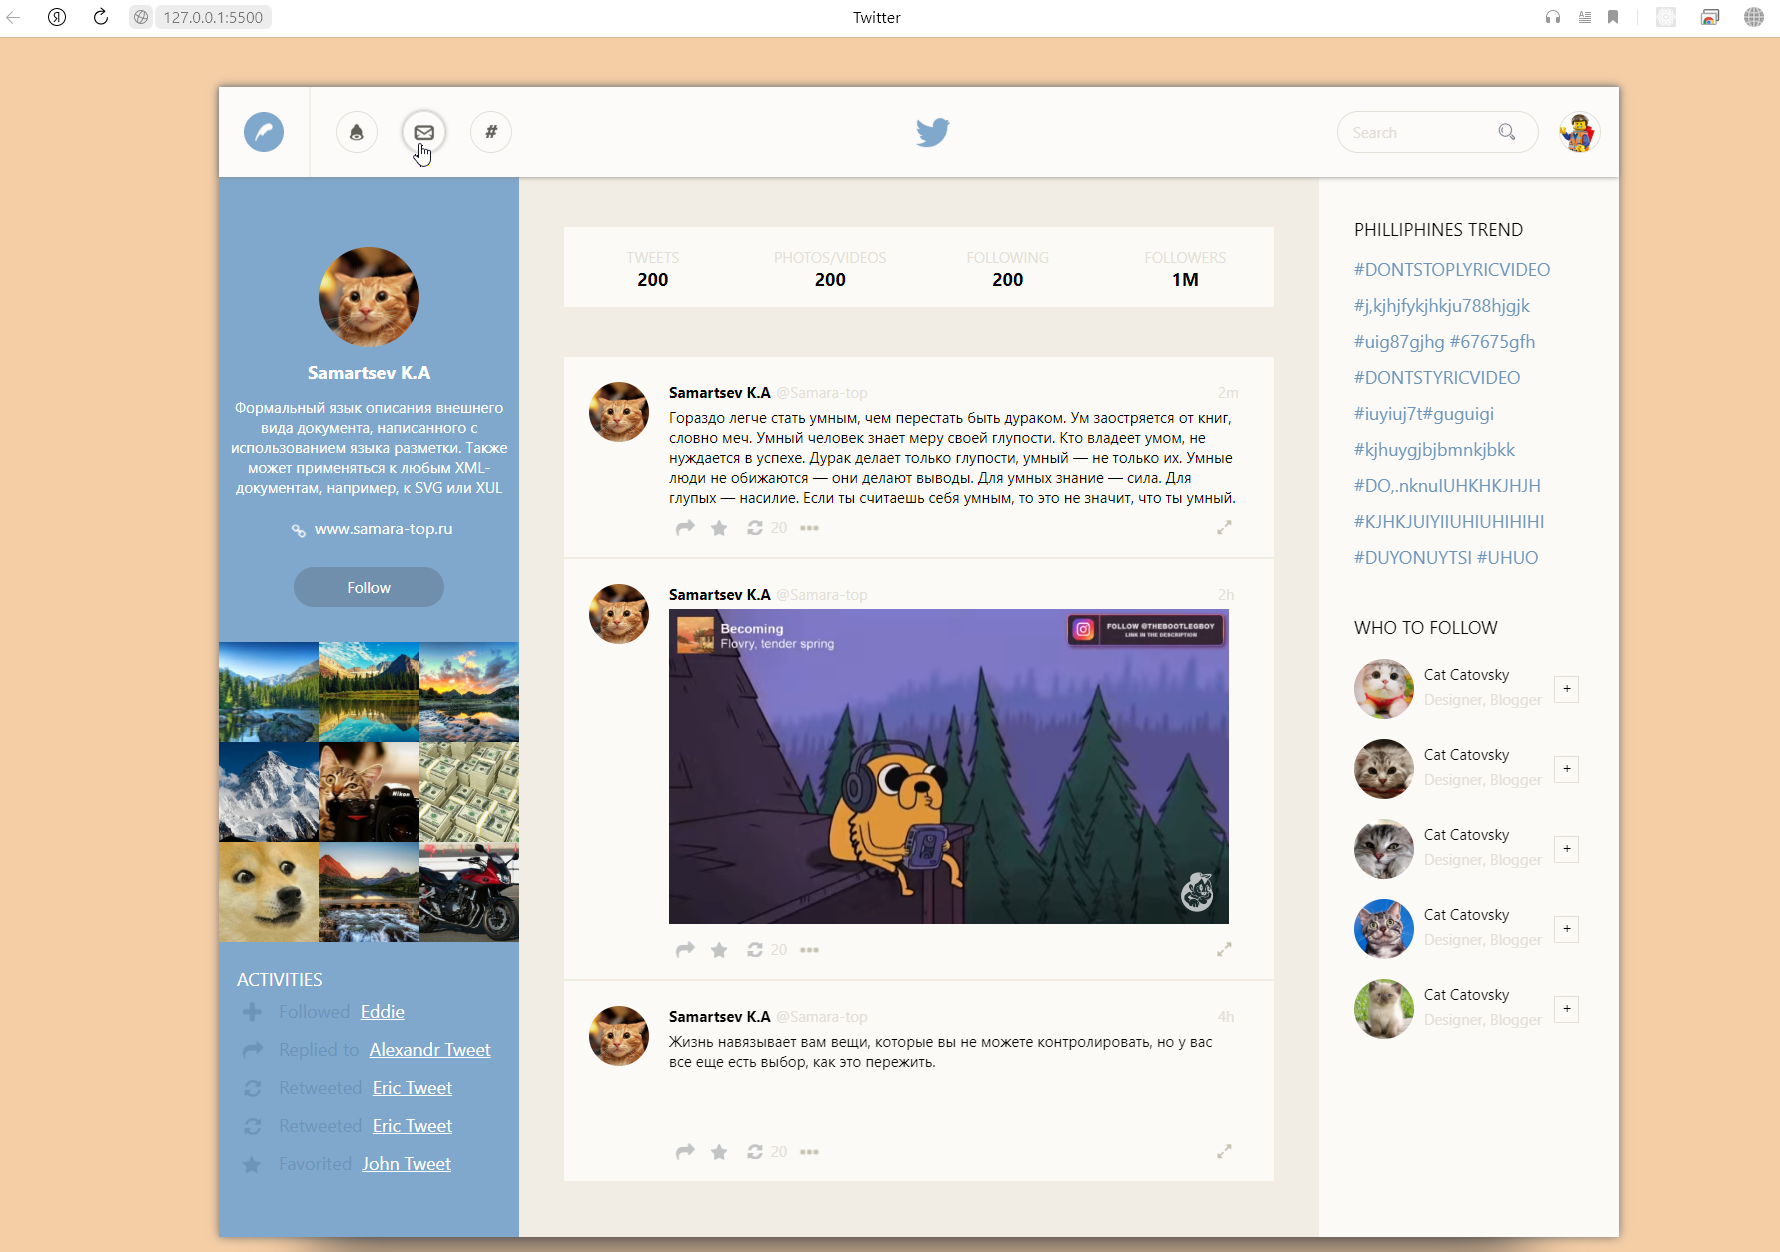 127.0.0.1:5500
Twitter
#
Search
Samartsev K.A
Формальный язык описания внешнего
вида документа, написанного с
использованием языка разметки. Также
может применяться к любым XML-
документам, например, к SVG или XUL
www.samara-top.ru
Follow
Nikon
ACTIVITIES
Followed Eddie
Replied to Alexandr Tweet
Retweeted Eric Tweet
Retweeted Eric Tweet
Favorited John Tweet
TWEETS
200
PHOTOS/VIDEOS
200
FOLLOWING
200
FOLLOWERS
1M
Samartsev K.A @Samara-top 2m
Гораздо легче стать умным, чем перестать быть дураком. Ум заостряется от книг,
словно меч. Умный человек знает меру своей глупости. Кто владеет умом, не
нуждается в успехе. Дурак делает только глупости, умный — не только их. Умные
люди не обижаются — они делают выводы. Для умных знание — сила. Для
глупых — насилие. Если ты считаешь себя умным, то это не значит, что ты умный.
20
Samartsev K.A @Samara-top 2h
Becoming
Flovry, tender spring
FOLLOW @THEBOOTLEGBOY
LINK IN THE DESCRIPTION
20
Samartsev K.A @Samara-top 4h
Жизнь навязывает вам вещи, которые вы не можете контролировать, но у вас
все еще есть выбор, как это пережить.
20
PHILLIPHINES TREND
#DONTSTOPLYRICVIDEO
#j,kjhjfykjhkju788hjgjk
#uig87gjhg #67675gfh
#DONTSTYRICVIDEO
#iuyiuj7t#guguigi
#kjhuygjbjbmnkjbkk
#DO,.nknuIUHKHKJHJH
#KJHKJUIYIIUHIUHIHIHI
#DUYONUYTSI #UHUO
WHO TO FOLLOW
Cat Catovsky
Designer, Blogger
+
Cat Catovsky
Designer, Blogger
+
Cat Catovsky
Designer, Blogger
+
Cat Catovsky
Designer, Blogger
+
Cat Catovsky
Designer, Blogger
+